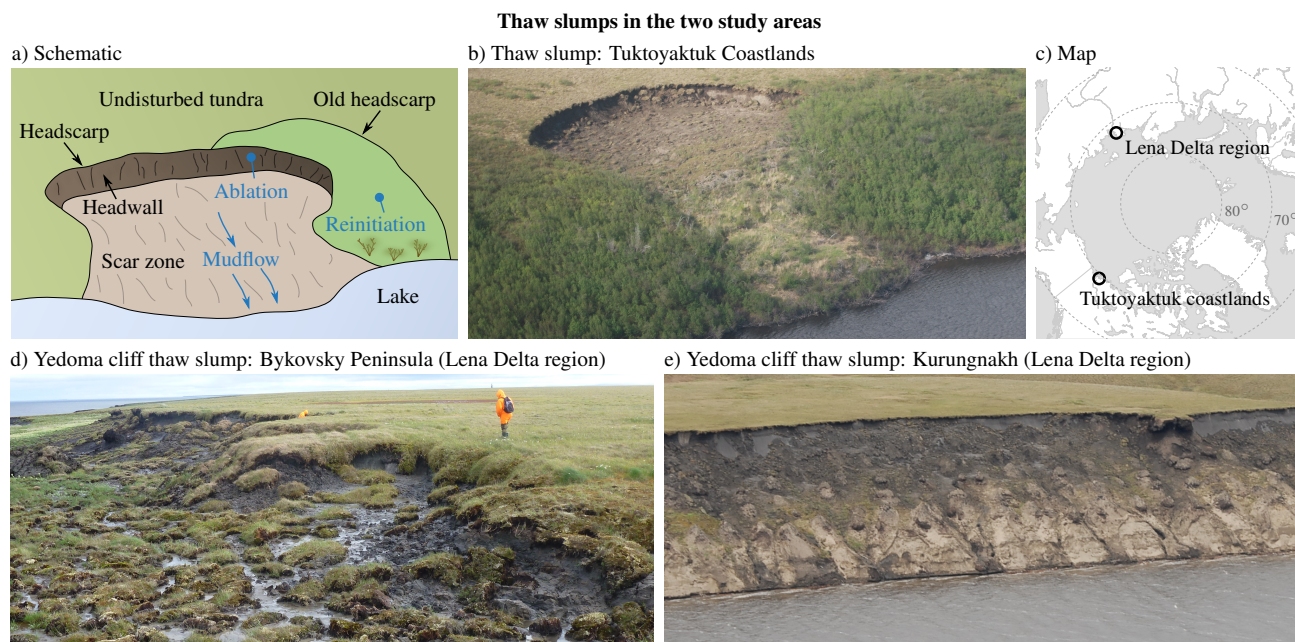 Thaw slumps in the two study areas
a) Schematic
Undisturbed tundra
Old headscarp
Headscarp
Ablation
Headwall
Reinitiation
Mudflow
Scar zone
Lake
b) Thaw slump: Tuktoyaktuk Coastlands
c) Map
Lena Delta region
80°
70°
Tuktoyaktuk coastlands
d) Yedoma cliff thaw slump: Bykovsky Peninsula (Lena Delta region)
e) Yedoma cliff thaw slump: Kurungnakh (Lena Delta region)